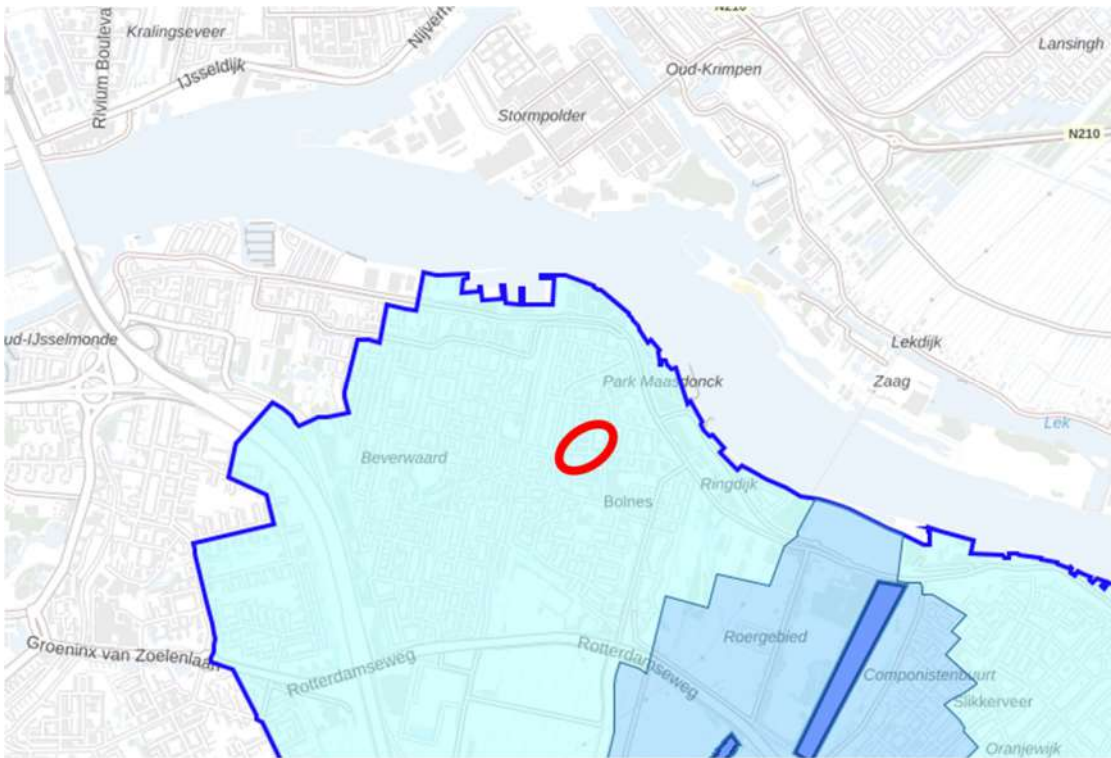 N210
Kralingseveer
Nijverh
Lansingh
IJsseldijk
Oud-Krimpen
Rivium Bouleva
Stormpolder
N210
ud-IJsselmonde
Lekdijk
Park Maasdonck
Zaag
Lek
Beverwaard
Ringdijk
Bolnes
Roergebied
Groeninx van Zoelenlaan
Rotterdamseweg
Rotterdamseweg
Componistenbuurt
Slikkerveer
Oranjewijk